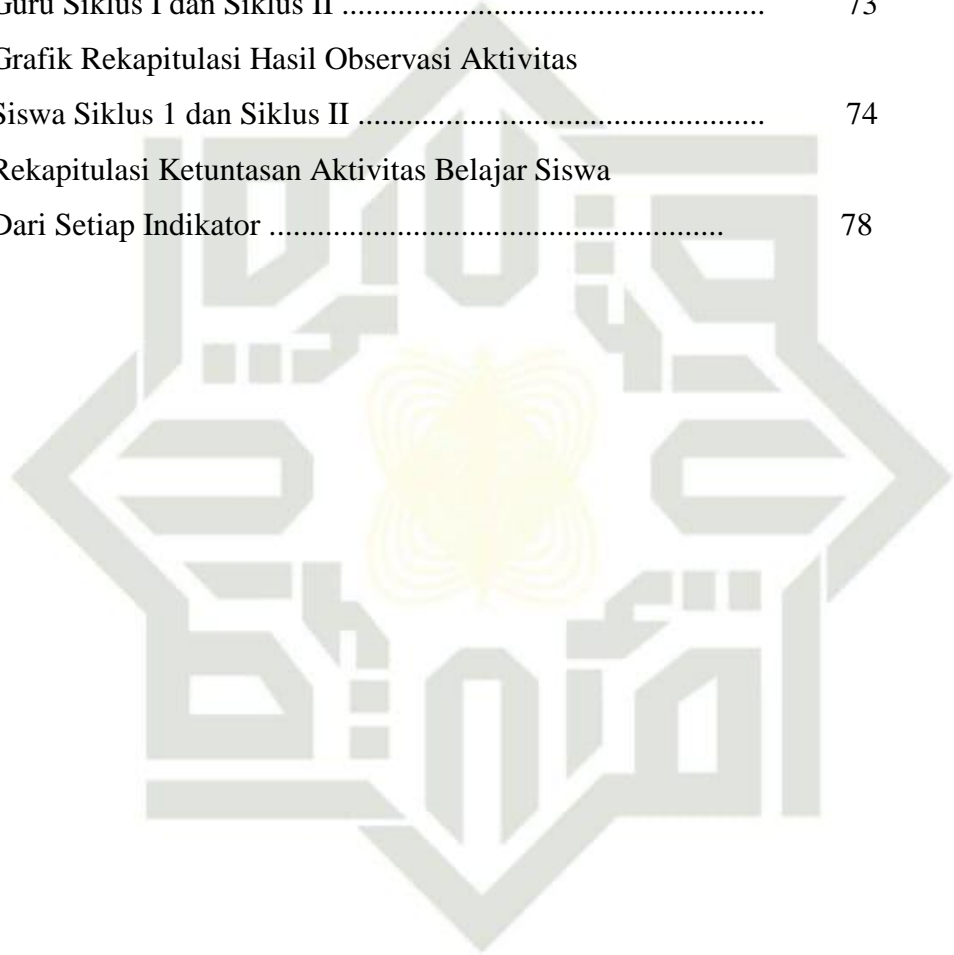 Guru Siklus I dan Siklus II .................................................... 73
Grafik Rekapitulasi Hasil Observasi Aktivitas
Siswa Siklus 1 dan Siklus II .................................................. 74
Rekapitulasi Ketuntasan Aktivitas Belajar Siswa
Dari Setiap Indikator ........................................................ 78